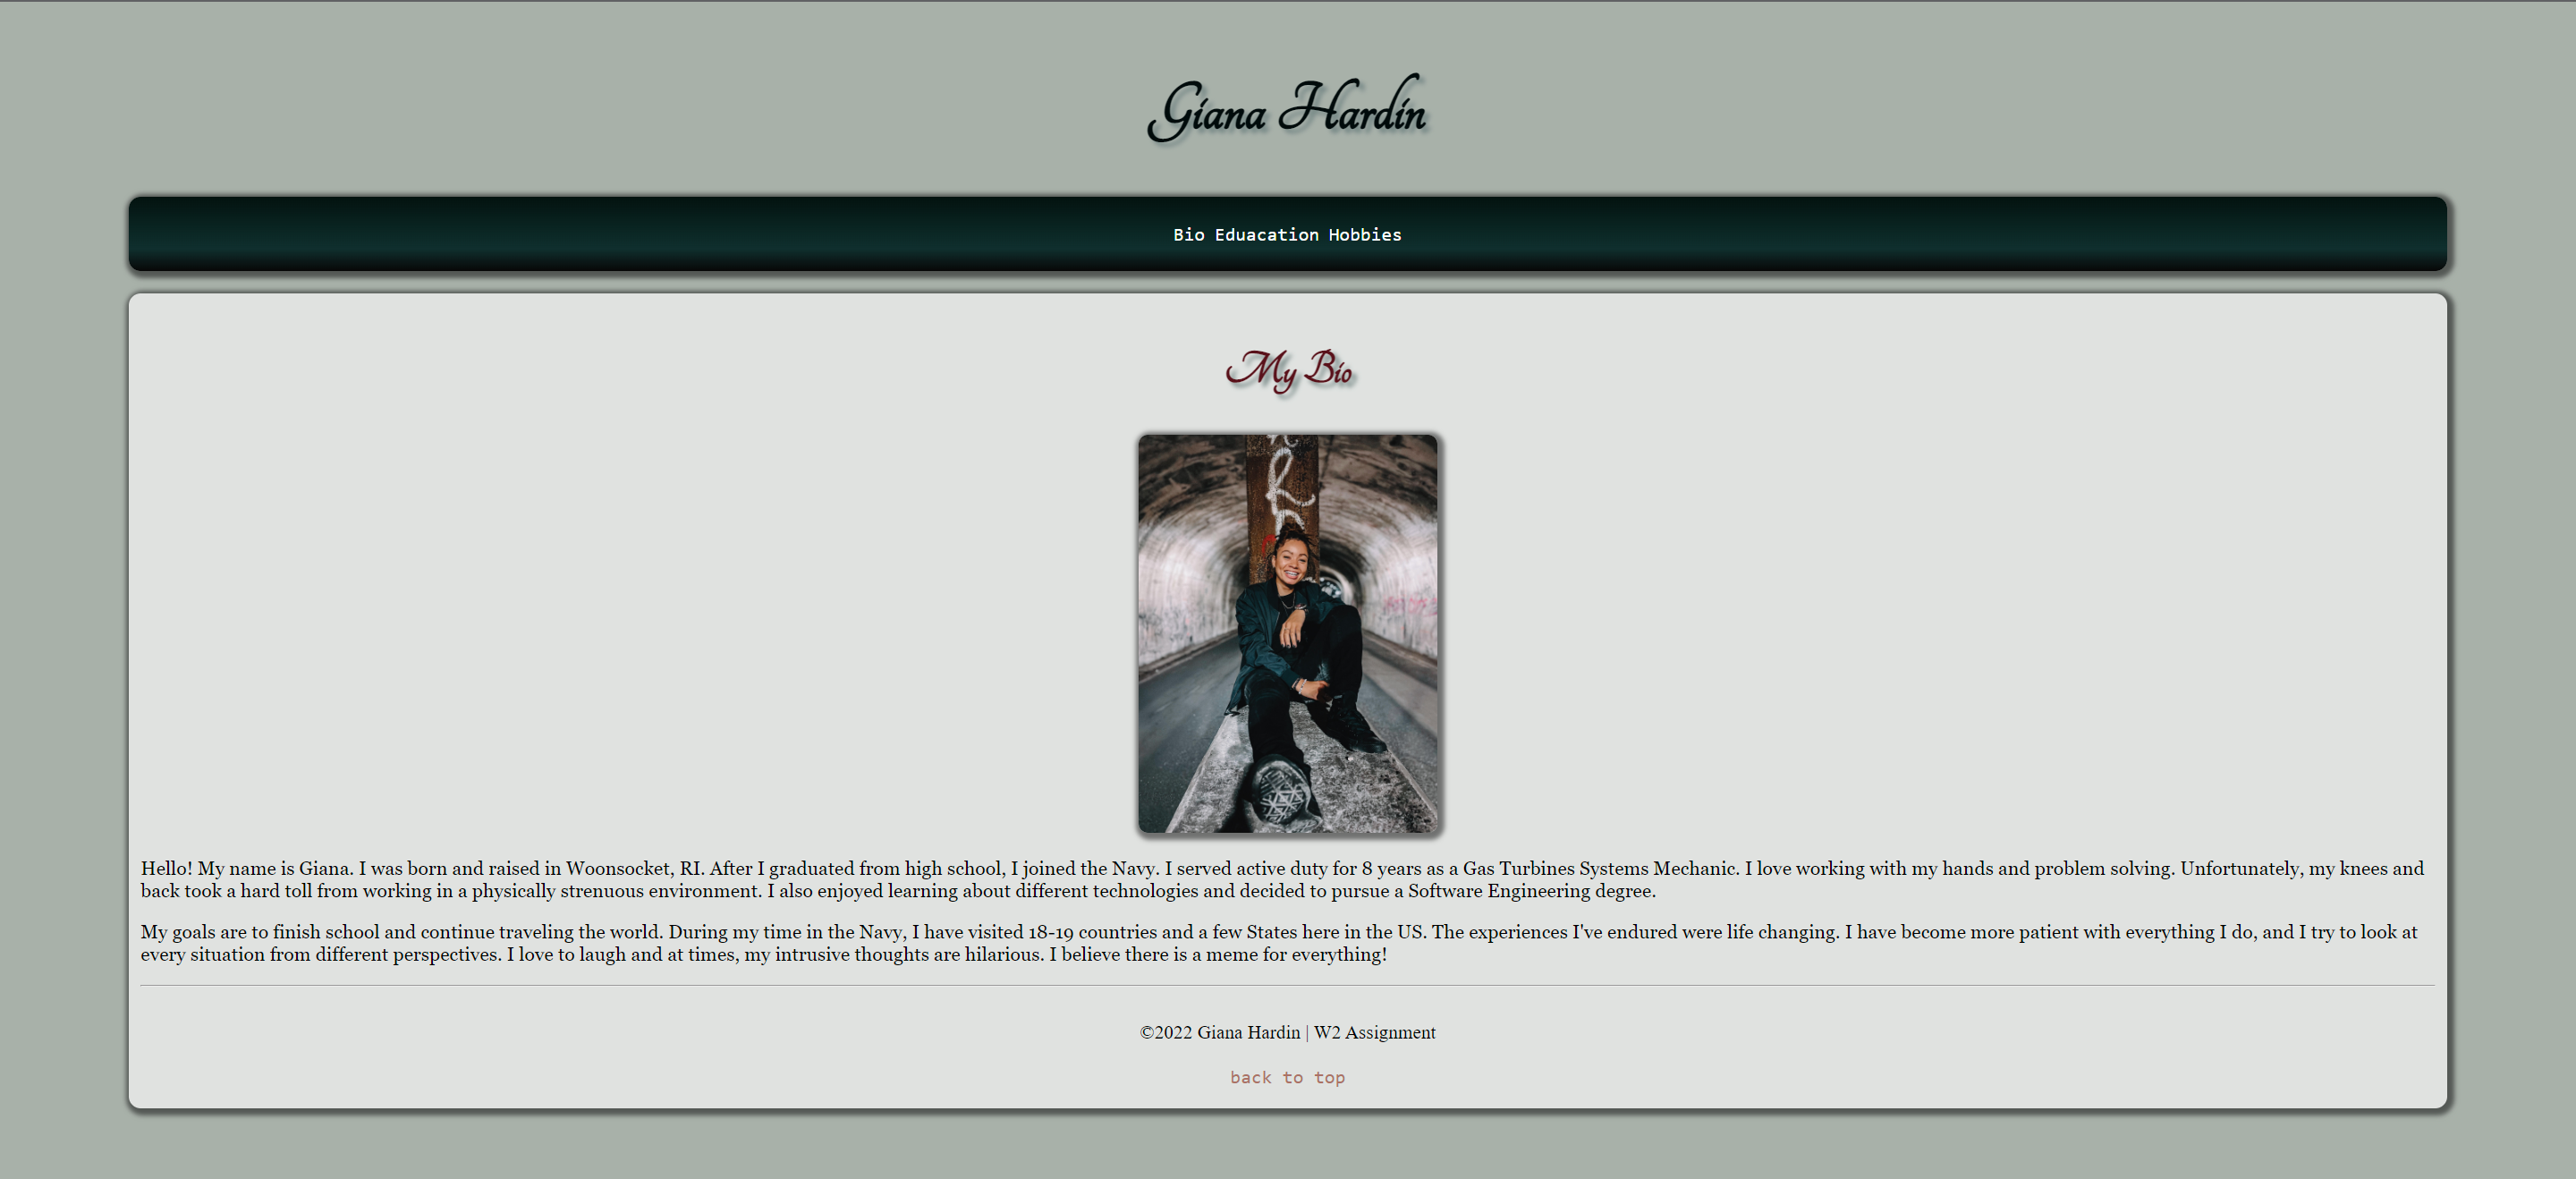 Giana Hardin
Bio Eduacation Hobbies
My Bio
Hello! My name is Giana. I was born and raised in Woonsocket, RI. After I graduated from high school, I joined the Navy. I served active duty for 8 years as a Gas Turbines Systems Mechanic. I love working with my hands and problem solving. Unfortunately, my knees and
back took a hard toll from working in a physically strenuous environment. I also enjoyed learning about different technologies and decided to pursue a Software Engineering degree.
My goals are to finish school and continue traveling the world. During my time in the Navy, I have visited 18-19 countries and a few States here in the US. The experiences I've endured were life changing. I have become more patient with everything I do, and I try to look at
every situation from different perspectives. I love to laugh and at times, my intrusive thoughts are hilarious. I believe there is a meme for everything!
©2022 Giana Hardin | W2 Assignment
back to top